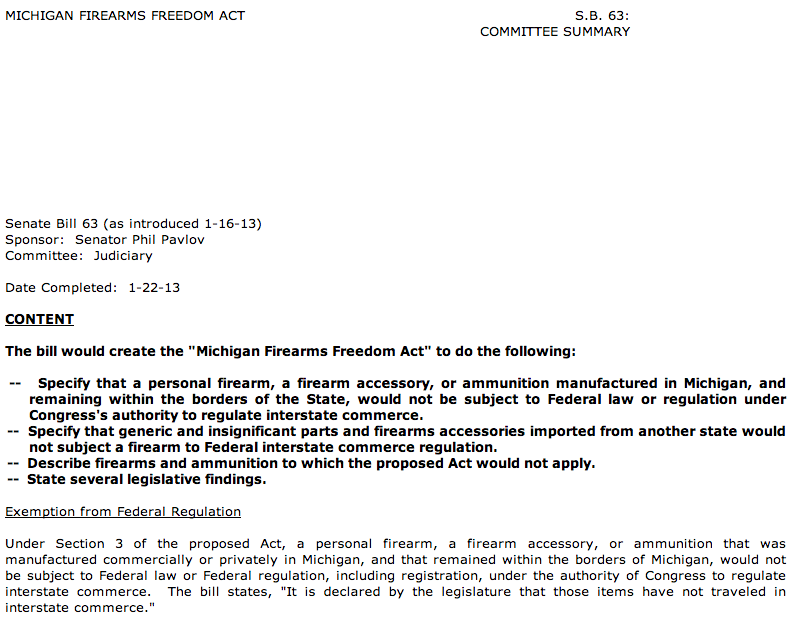 MICHIGAN FIREARMS FREEDOM ACT S.B. 63:
COMMITTEE SUMMARY
Senate Bill 63 (as introduced 1-16-13)
Sponsor: Senator Phil Pavlov
Committee: Judiciary
Date Completed: 1-22-13
CONTENT
The bill would create the "Michigan Firearms Freedom Act" to do the following:
-- Specify that a personal firearm, a firearm accessory, or ammunition manufactured in Michigan, and
remaining within the borders of the State, would not be subject to Federal law or regulation under
Congress's authority to regulate interstate commerce.
-- Specify that generic and insignificant parts and firearms accessories imported from another state would
not subject a firearm to Federal interstate commerce regulation.
-- Describe firearms and ammunition to which the proposed Act would not apply.
-- State several legislative findings.
Exemption from Federal Regulation
Under Section 3 of the proposed Act, a personal firearm, a firearm accessory, or ammunition that was
manufactured commercially or privately in Michigan, and that remained within the borders of Michigan, would not
be subject to Federal law or Federal regulation, including registration, under the authority of Congress to regulate
interstate commerce. The bill states, "It is declared by the legislature that those items have not traveled in
interstate commerce."